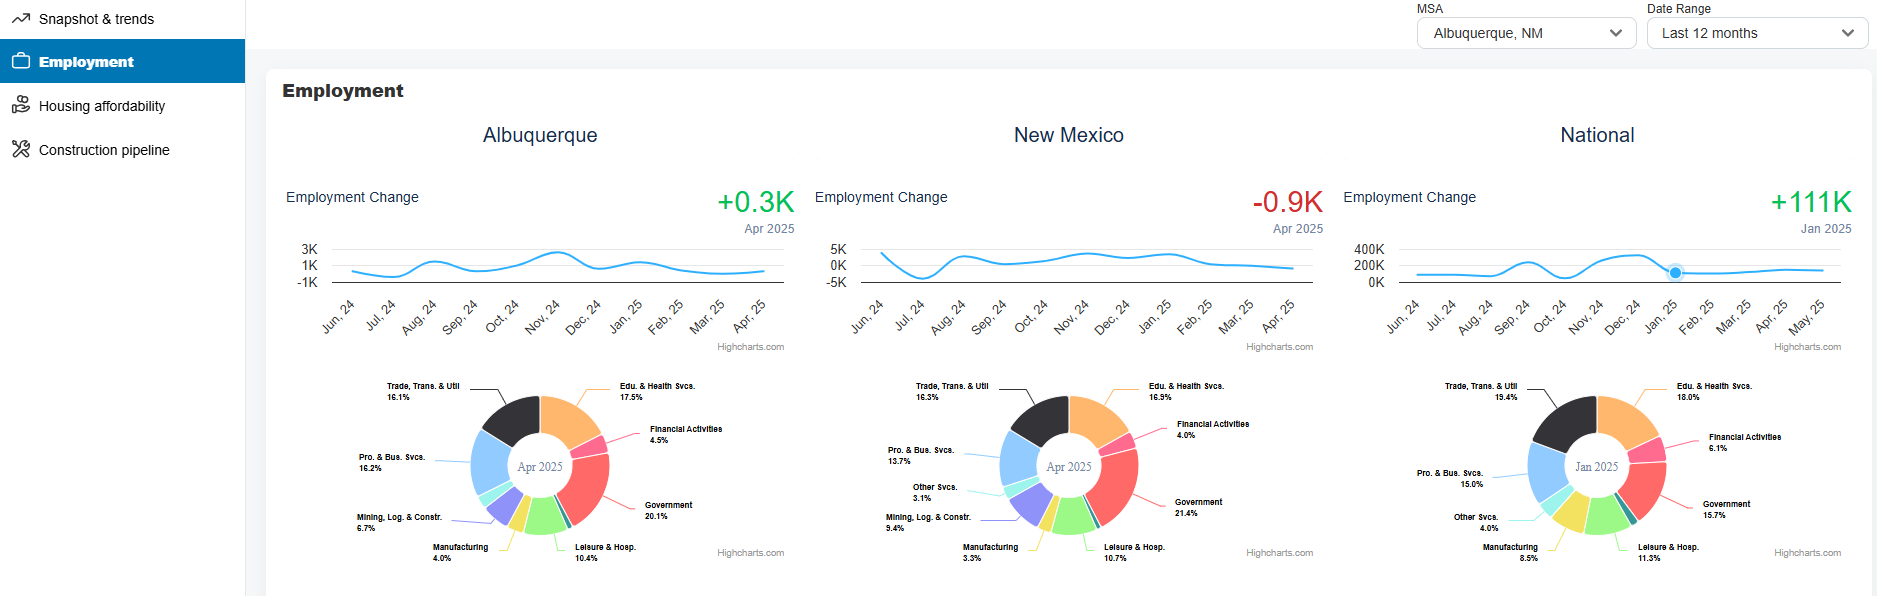 Snapshot & trends
Employment
Housing affordability
Construction pipeline
MSA
Albuquerque, NM
Date Range
Last 12 months
Employment
Albuquerque
Employment Change
+0.3K
Apr 2025
3K
1K
-1K
Jun, 24
Jul, 24
Aug, 24
Sep, 24
Oct, 24
Nov, 24
Dec, 24
Jan, 25
Feb, 25
Mar, 25
Apr, 25
Highcharts.com
Trade, Trans. & Util
16.1%
Edu. & Health Svcs.
17.5%
Financial Activities
4.5%
Pro. & Bus. Svcs.
16.2%
Apr 2025
Government
20.1%
Mining, Log. & Constr.
6.7%
Manufacturing
4.0%
Leisure & Hosp.
10.4%
Highcharts.com
New Mexico
Employment Change
-0.9K
Apr 2025
5K
0K
-5K
Jun, 24
Jul, 24
Aug, 24
Sep, 24
Oct, 24
Nov, 24
Dec, 24
Jan, 25
Feb, 25
Mar, 25
Apr, 25
Highcharts.com
Trade, Trans. & Util
16.3%
Edu. & Health Svcs.
16.9%
Financial Activities
4.0%
Pro. & Bus. Svcs.
13.7%
Apr 2025
Other Svcs.
3.1%
Government
21.4%
Mining, Log. & Constr.
9.4%
Manufacturing
3.3%
Leisure & Hosp.
10.7%
Highcharts.com
National
Employment Change
+111K
Jan 2025
400K
200K
0K
Jun, 24
Jul, 24
Aug, 24
Sep, 24
Oct, 24
Nov, 24
Dec, 24
Jan, 25
Feb, 25
Mar, 25
Apr, 25
May, 25
Highcharts.com
Trade, Trans. & Util
19.4%
Edu. & Health Svcs.
18.0%
Financial Activities
6.1%
Pro. & Bus. Svcs.
15.0%
Jan 2025
Government
15.7%
Other Svcs.
4.0%
Manufacturing
8.5%
Leisure & Hosp.
11.3%
Highcharts.com